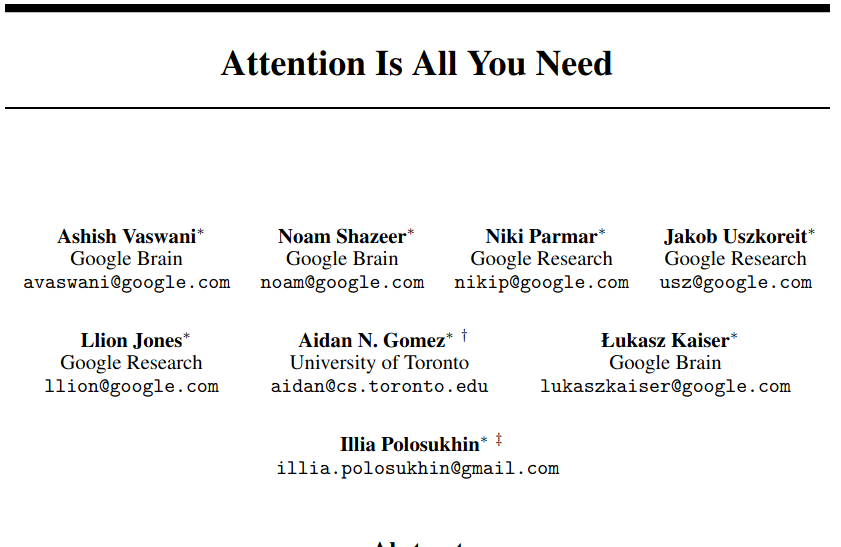 Attention Is All You Need
Ashish Vaswani* Noam Shazeer* Niki Parmar* Jakob Uszkoreit*
Google Brain Google Brain Google Research Google Research
avaswani@google.com noam@google.com nikip@google.com usz@google.com
Llion Jones* Aidan N. Gomez* † Łukasz Kaiser*
Google Research University of Toronto Google Brain
llion@google.com aidan@cs.toronto.edu lukaszkaiser@google.com
Illia Polosukhin* ‡
illia.polosukhin@gmail.com